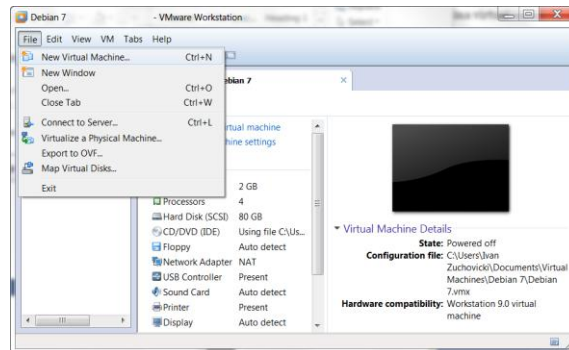 Debian 7 - VMware Workstation
File Edit View VM Tabs Help
New Virtual Machine... Ctrl+N
New Window
Open... Ctrl+O
Close Tab Ctrl+W
Connect to Server... Ctrl+L
Virtualize a Physical Machine...
Export to OVF...
Map Virtual Disks...
Exit
bian 7
tual machine
hine settings
2 GB
Processors 4
Hard Disk (SCSI) 80 GB
CD/DVD (IDE) Using file C:\Us...
Floppy Auto detect
Network Adapter NAT
USB Controller Present
Sound Card Auto detect
Printer Present
Display Auto detect
Virtual Machine Details
State: Powered off
Configuration file: C:\Users\Ivan
Zuchovicki\Documents\Virtual
Machines\Debian 7\Debian
7.vmx
Hardware compatibility: Workstation 9.0 virtual
machine